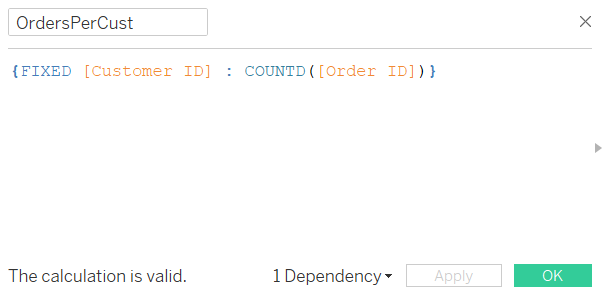 OrdersPerCust
{FIXED [Customer ID] : COUNTD([Order ID])}
The calculation is valid.
1 Dependency
Apply
OK